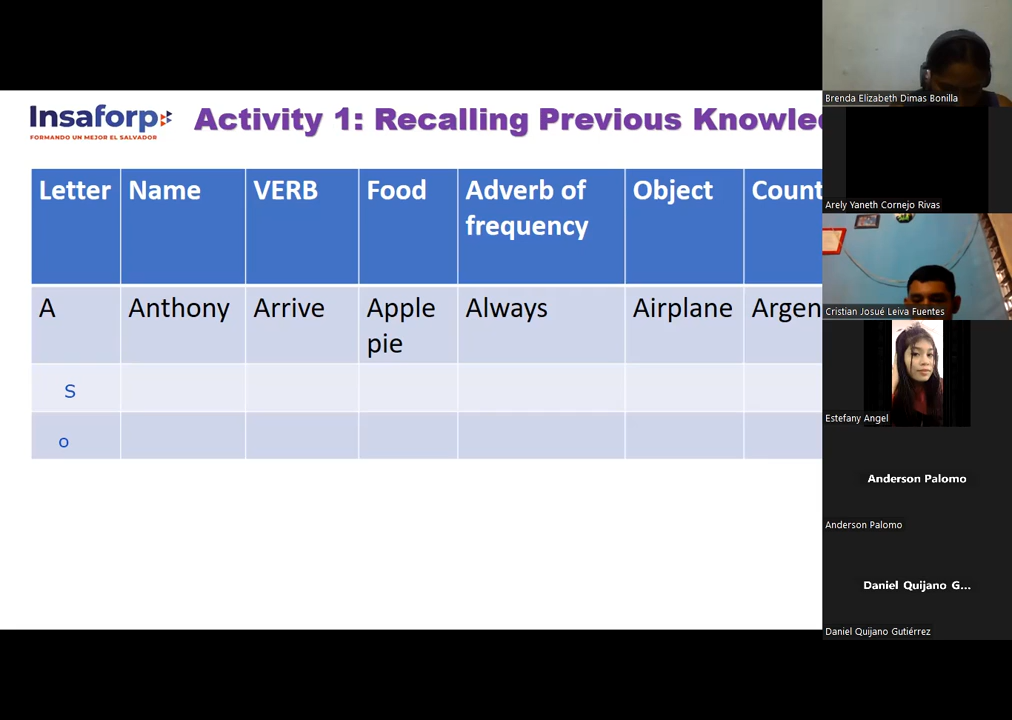 Insaforp
FORMANDO UN MEJOR EL SALVADOR
Activity 1: Recalling Previous Knowle
Letter Name VERB Food Adverb of frequency Object Count
A Anthony Arrive Apple pie Always Airplane Argen
S
o
Brenda Elizabeth Dimas Bonilla
Arely Yaneth Cornejo Rivas
Cristian Josué Leiva Fuentes
Estefany Angel
Anderson Palomo
Anderson Palomo
Daniel Quijano G...
Daniel Quijano Gutiérrez